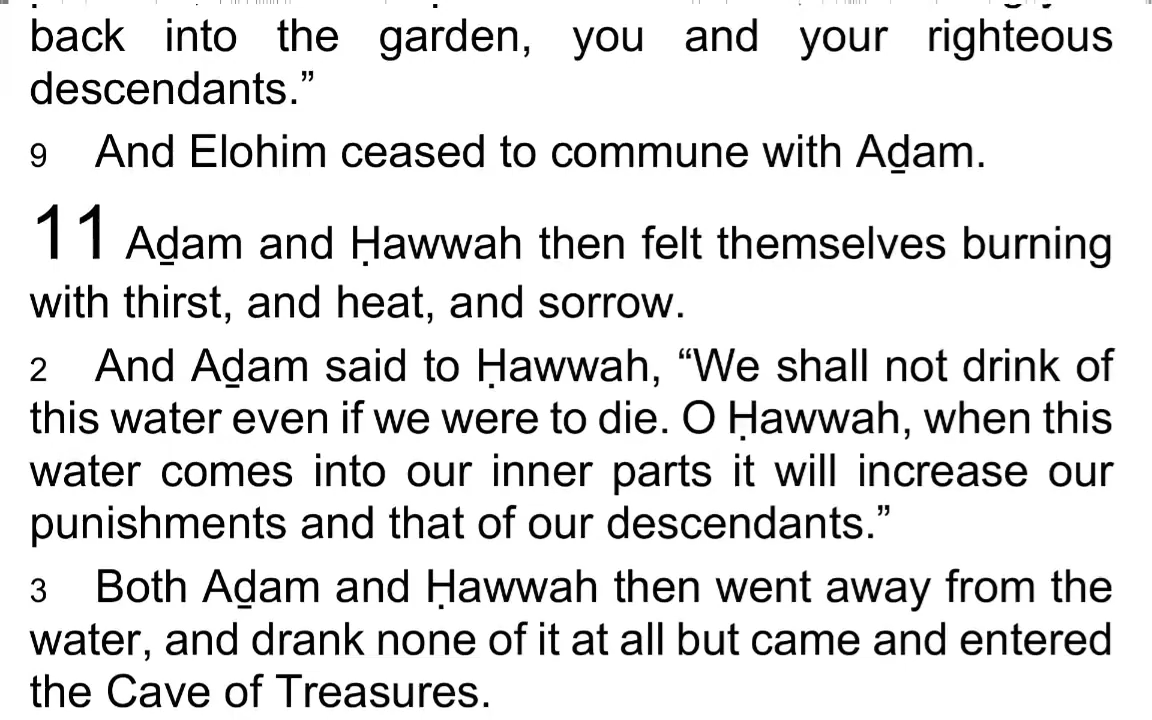 back into the garden, you and your righteous
descendants.”
9 And Elohim ceased to commune with Aḏam.
11 Aḏam and Ḥawwah then felt themselves burning
with thirst, and heat, and sorrow.
2 And Aḏam said to Ḥawwah, “We shall not drink of
this water even if we were to die. O Ḥawwah, when this
water comes into our inner parts it will increase our
punishments and that of our descendants.”
3 Both Aḏam and Ḥawwah then went away from the
water, and drank none of it at all but came and entered
the Cave of Treasures.